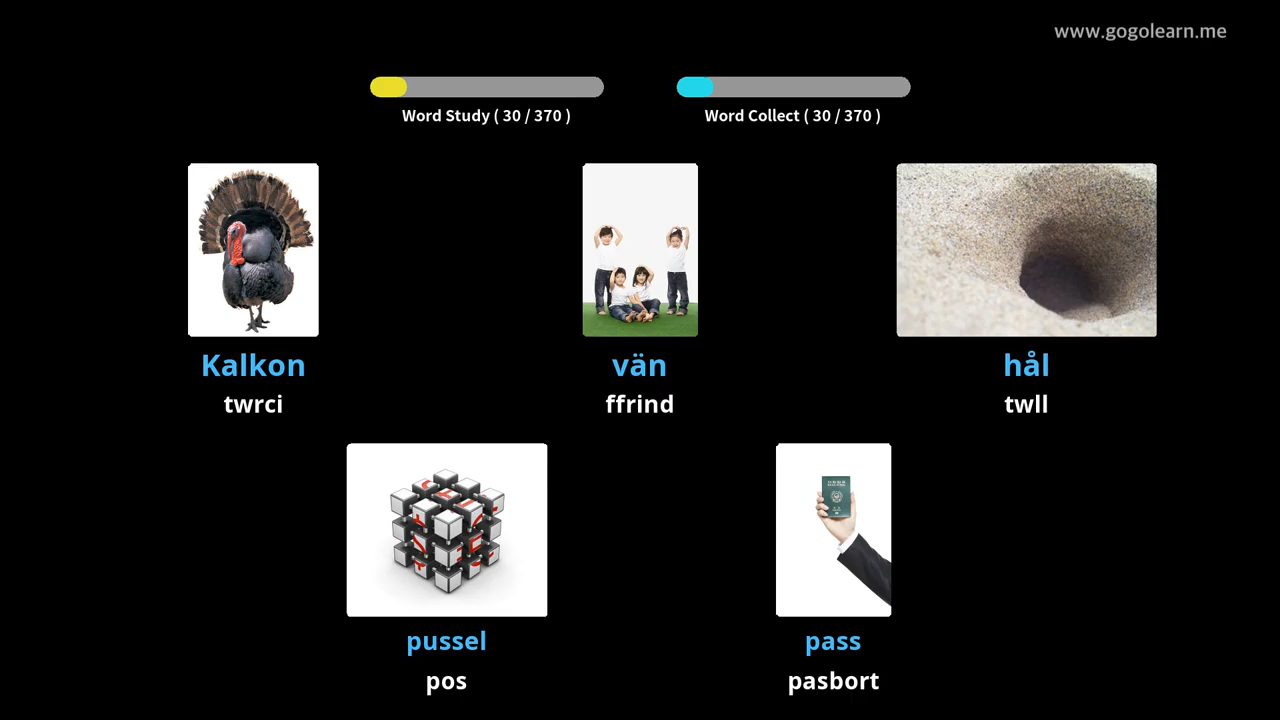 www.gogolearn.me
Word Study ( 30 / 370 )
Word Collect ( 30 / 370 )
Kalkon
twrci
vän
ffrind
hål
twll
pussel
pos
pass
pasbort